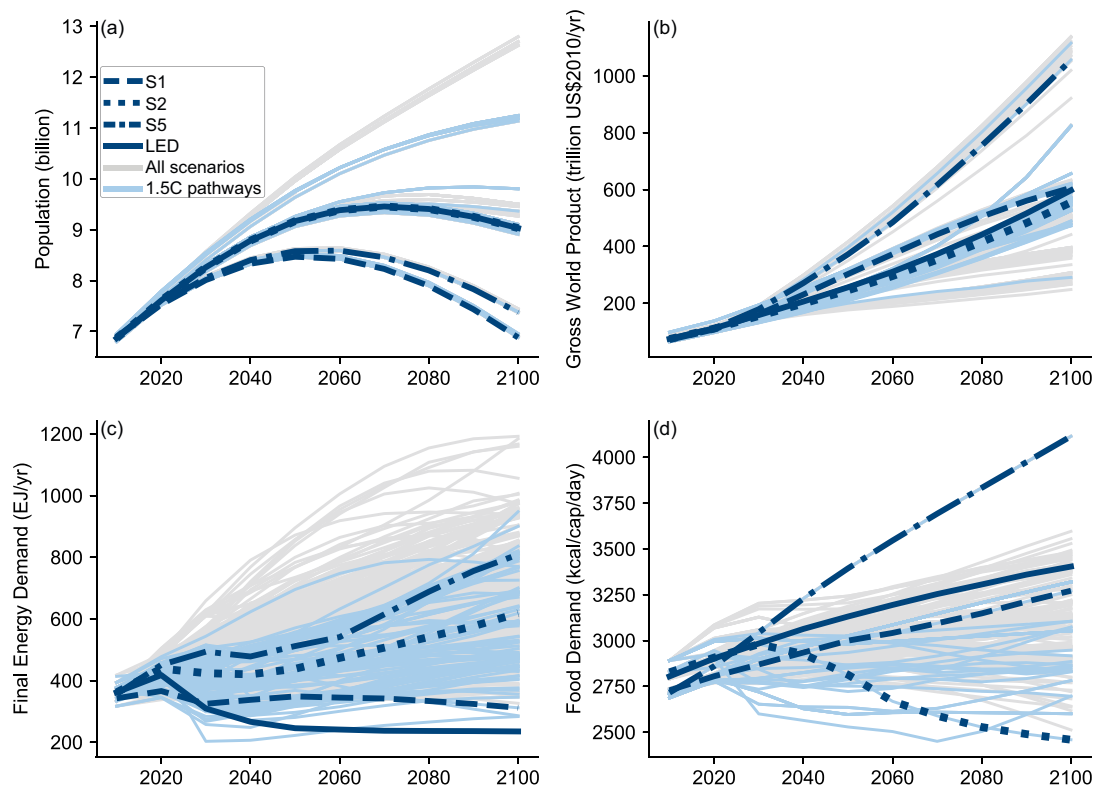 (a)
Population (billion)
13
12
11
10
9
8
7
S1
S2
S5
LED
All scenarios
1.5C pathways
2020 2040 2060 2080 2100
(b)
Gross World Product (trillion US$2010/yr)
1000
800
600
400
200
2020 2040 2060 2080 2100
(c)
Final Energy Demand (EJ/yr)
1200
1000
800
600
400
200
2020 2040 2060 2080 2100
(d)
Food Demand (kcal/cap/day)
4000
3750
3500
3250
3000
2750
2500
2020 2040 2060 2080 2100